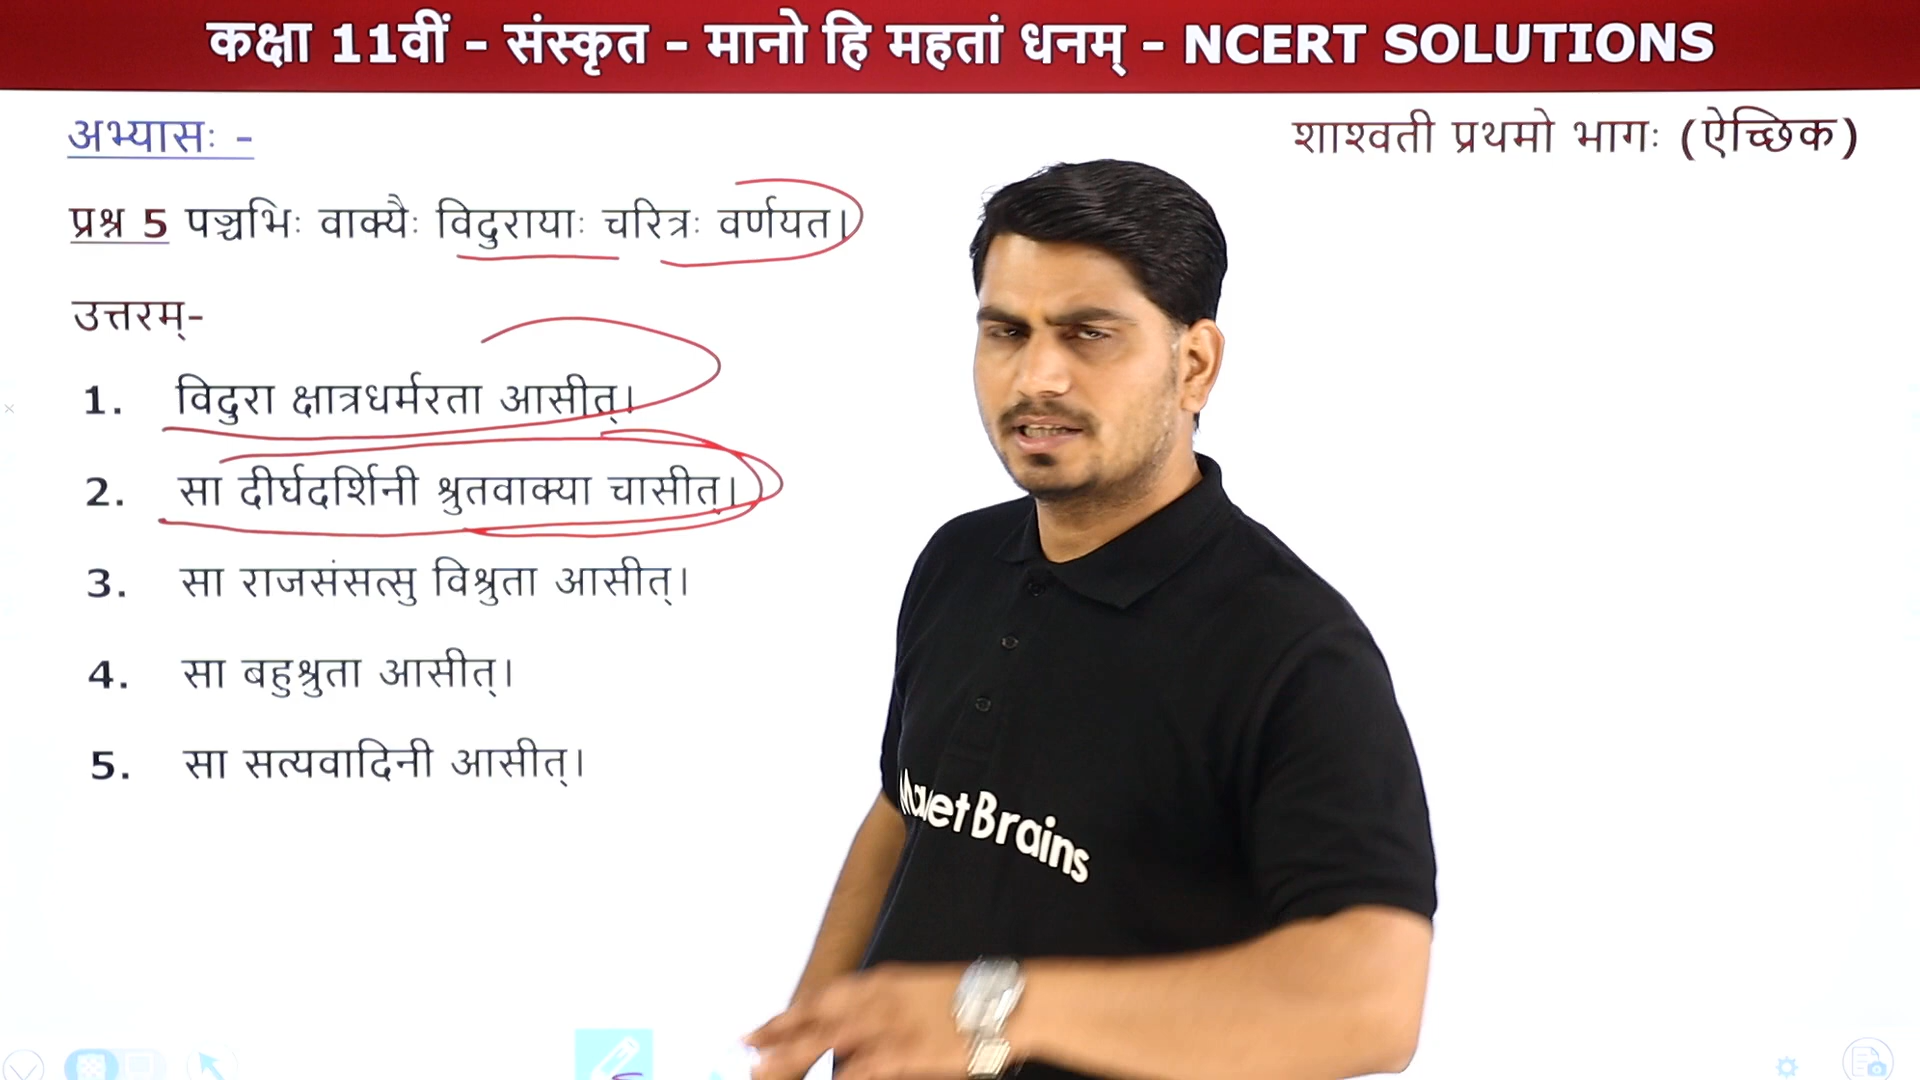 कक्षा 11वीं - संस्कृत - मानो हि महतां धनम् - NCERT SOLUTIONS
अभ्यासः -
शाश्वती प्रथमो भागः (ऐच्छिक)
प्रश्न 5 पञ्चभिः वाक्यैः विदुरायाः चरित्रः वर्णयत।
उत्तरम्-
1. विदुरा क्षात्रधर्मरता आसीत्।
2. सा दीर्घदर्शिनी श्रुतवाक्या चासीत्।
3. सा राजसंसत्सु विश्रुता आसीत्।
4. सा बहुश्रुता आसीत्।
5. सा सत्यवादिनी आसीत्।
Brains